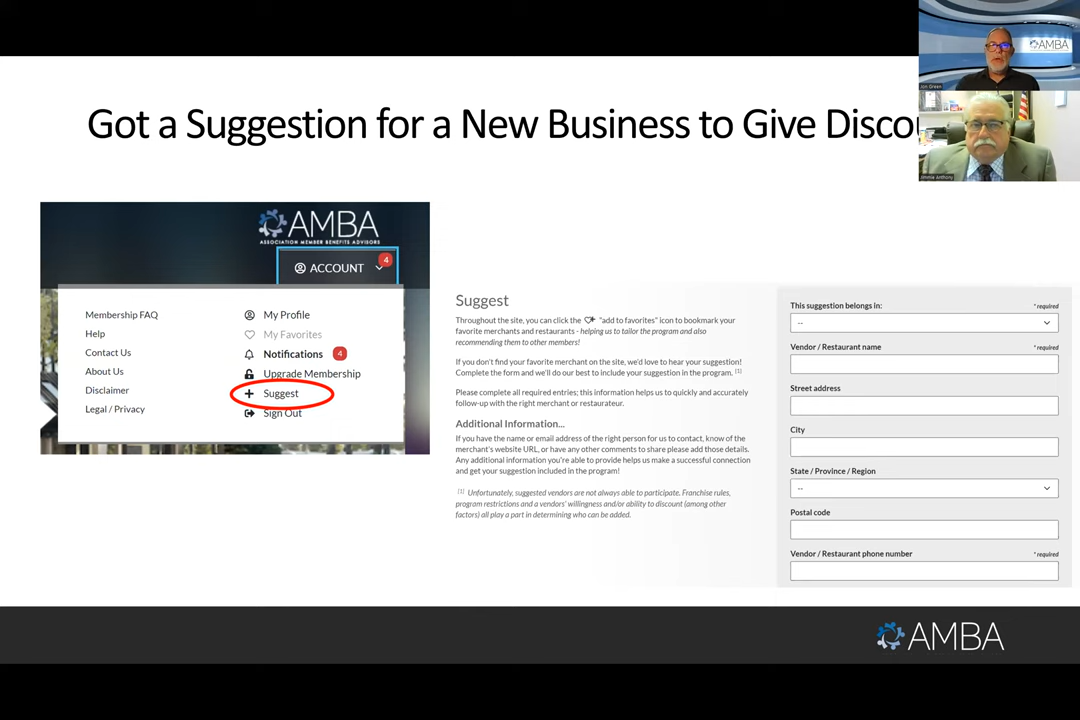 Got a Suggestion for a New Business to Give Disco
AMBA
Jon Green
Jimmie Anthony
AMBA
ASSOCIATION MEMBER BENEFITS ADVISORS
ACCOUNT
4
Membership FAQ
Help
Contact Us
About Us
Disclaimer
Legal / Privacy
My Profile
My Favorites
Notifications 4
Upgrade Membership
Suggest
Sign Out
Suggest
Throughout the site, you can click the "add to favorites" icon to bookmark your
favorite merchants and restaurants - helping us to tailor the program and also
recommending them to other members!
If you don't find your favorite merchant on the site, we'd love to hear your suggestion!
Complete the form and we'll do our best to include your suggestion in the program. [1]
Please complete all required entries; this information helps us to quickly and accurately
follow-up with the right merchant or restaurateur.
Additional Information...
If you have the name or email address of the right person for us to contact, know of the
merchant's website URL, or have any other comments to share please add those details.
Any additional information you're able to provide helps us make a successful connection
and get your suggestion included in the program!
[1] Unfortunately, suggested vendors are not always able to participate. Franchise rules,
program restrictions and a vendors' willingness and/or ability to discount (among other
factors) all play a part in determining who can be added.
This suggestion belongs in: * required
--
Vendor / Restaurant name * required
Street address
City
State / Province / Region
--
Postal code
Vendor / Restaurant phone number * required
AMBA